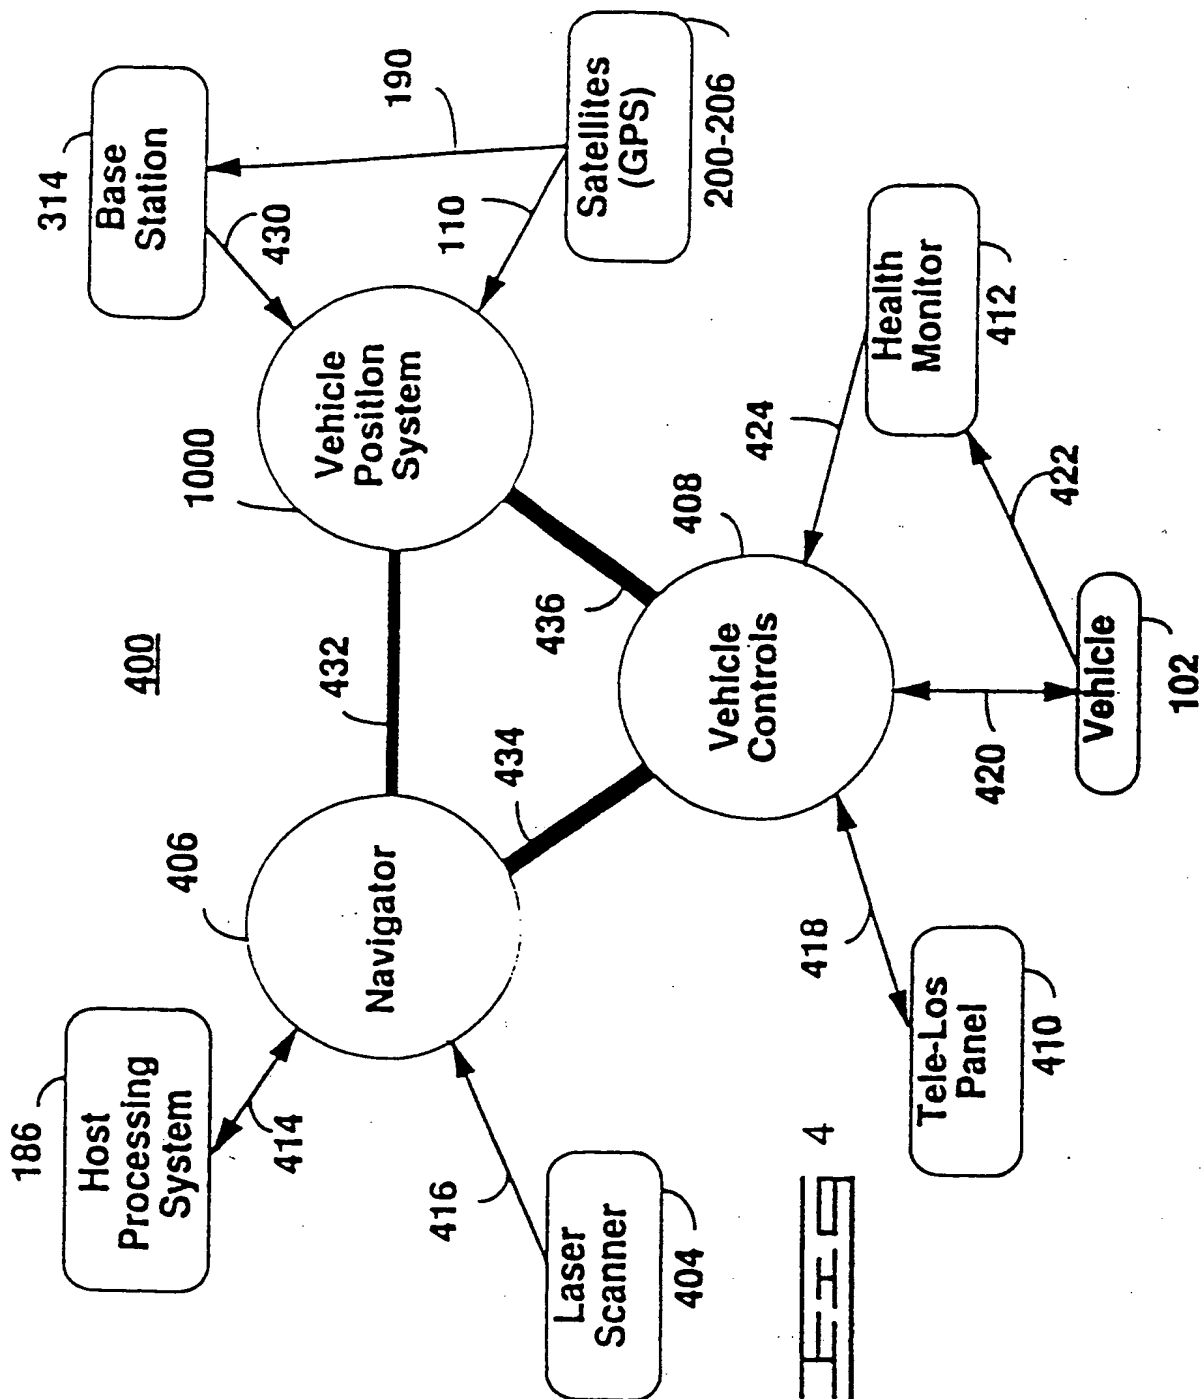 186
Host
Processing
System
414
400
314
Base
Station
430
190
406
Navigator
432
1000
Vehicle
Position
System
110
Satellites
(GPS)
200-206
416
Laser
Scanner
404
434
436
408
Vehicle
Controls
424
Health
Monitor
412
418
Tele-Los
Panel
410
420
422
Vehicle
102
4